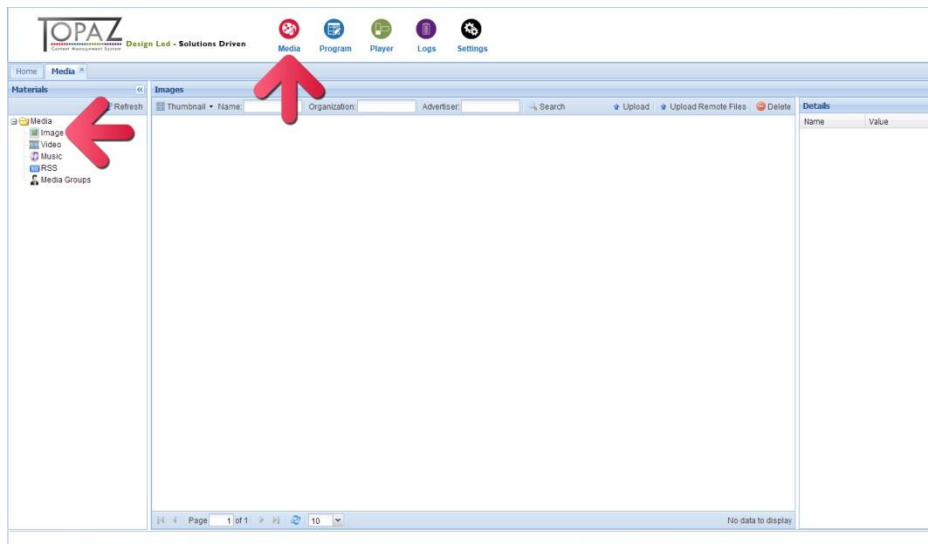 TOPAZ
Content Management System
Design Led - Solutions Driven
Media Program Player Logs Settings
Home Media
Materials Images
Refresh Thumbnail Name: Organization: Advertiser: Search Upload Upload Remote Files Delete Details
Media Name Value
Image
Video
Music
RSS
Media Groups
Page 1 of 1 10 No data to display